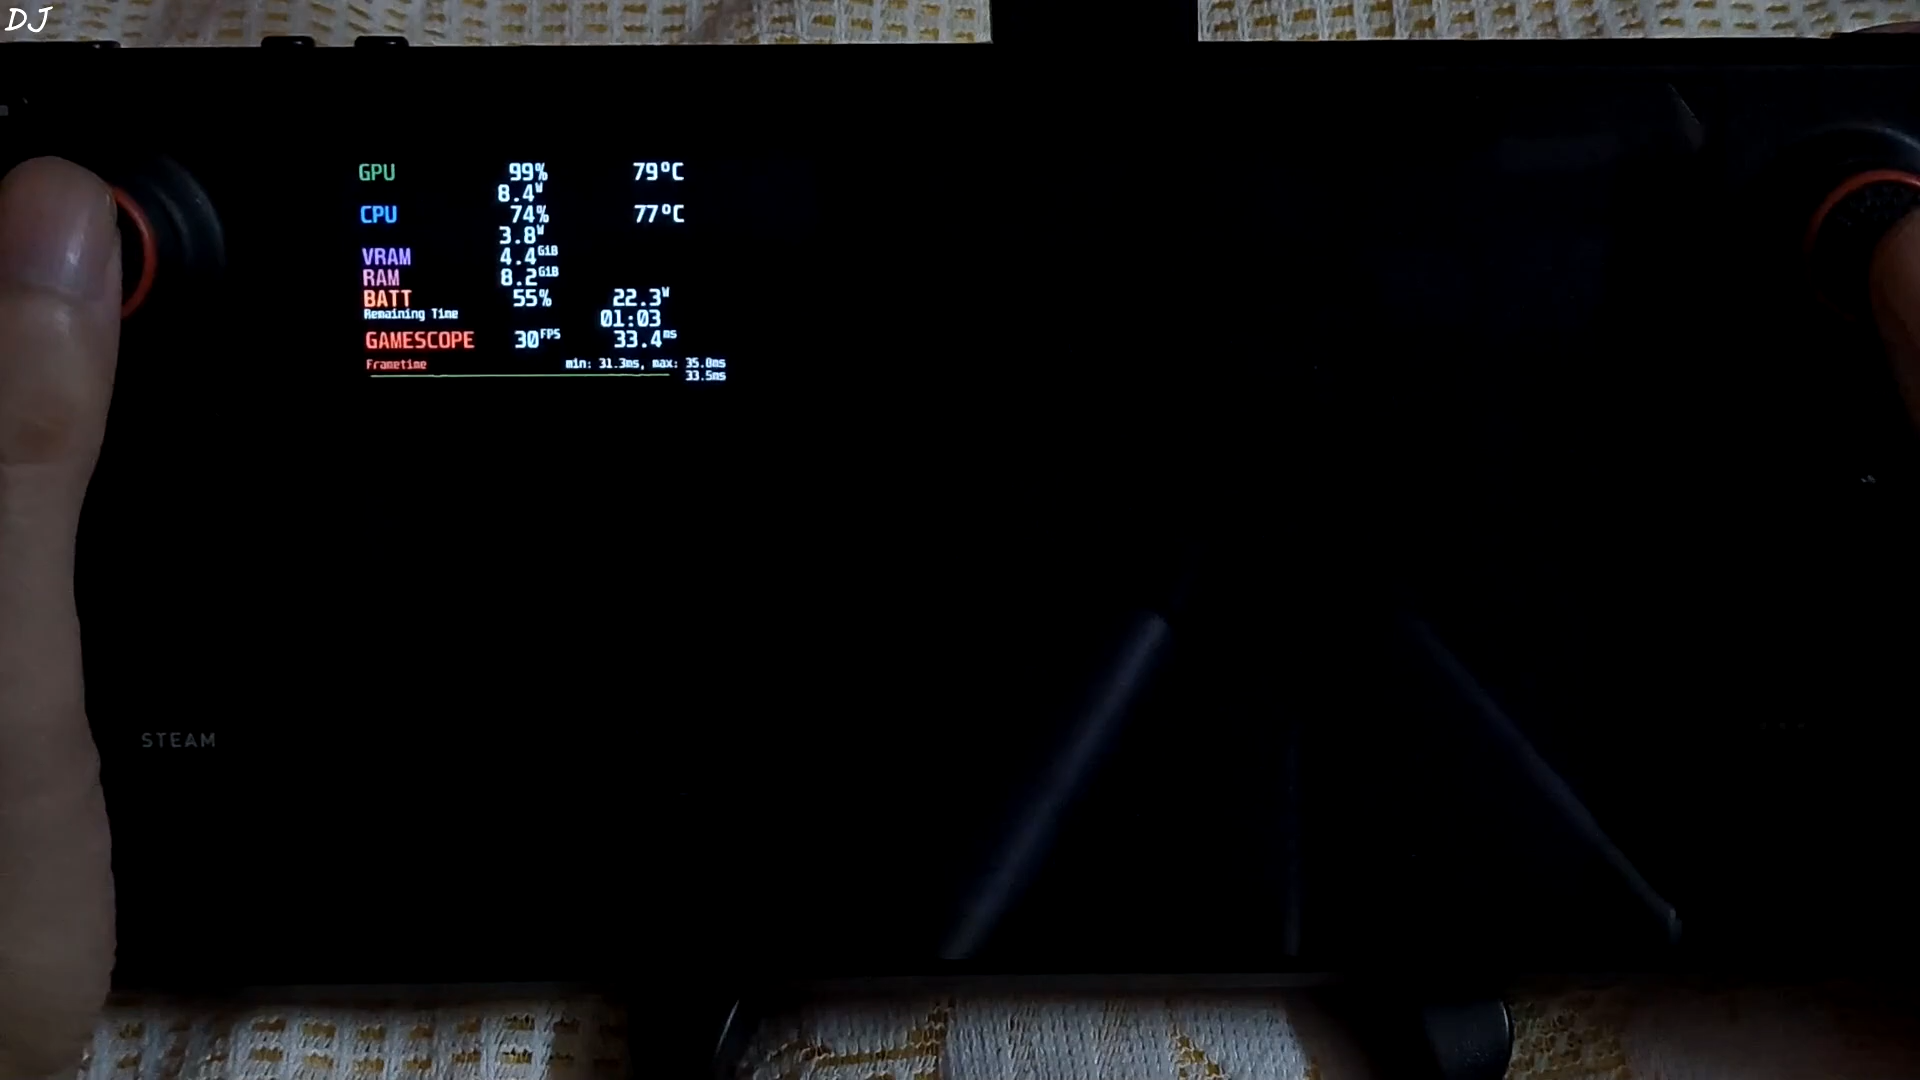 DJ
GPU 99% 79°C
8.4W
CPU 74% 77°C
3.8W
VRAM 4.4GiB
RAM 8.2GiB
BATT 55% 22.3W
Remaining Time 01:03
GAMESCOPE 30FPS 33.4ms
Frametime min: 31.3ms, max: 35.0ms
33.5ms
STEAM